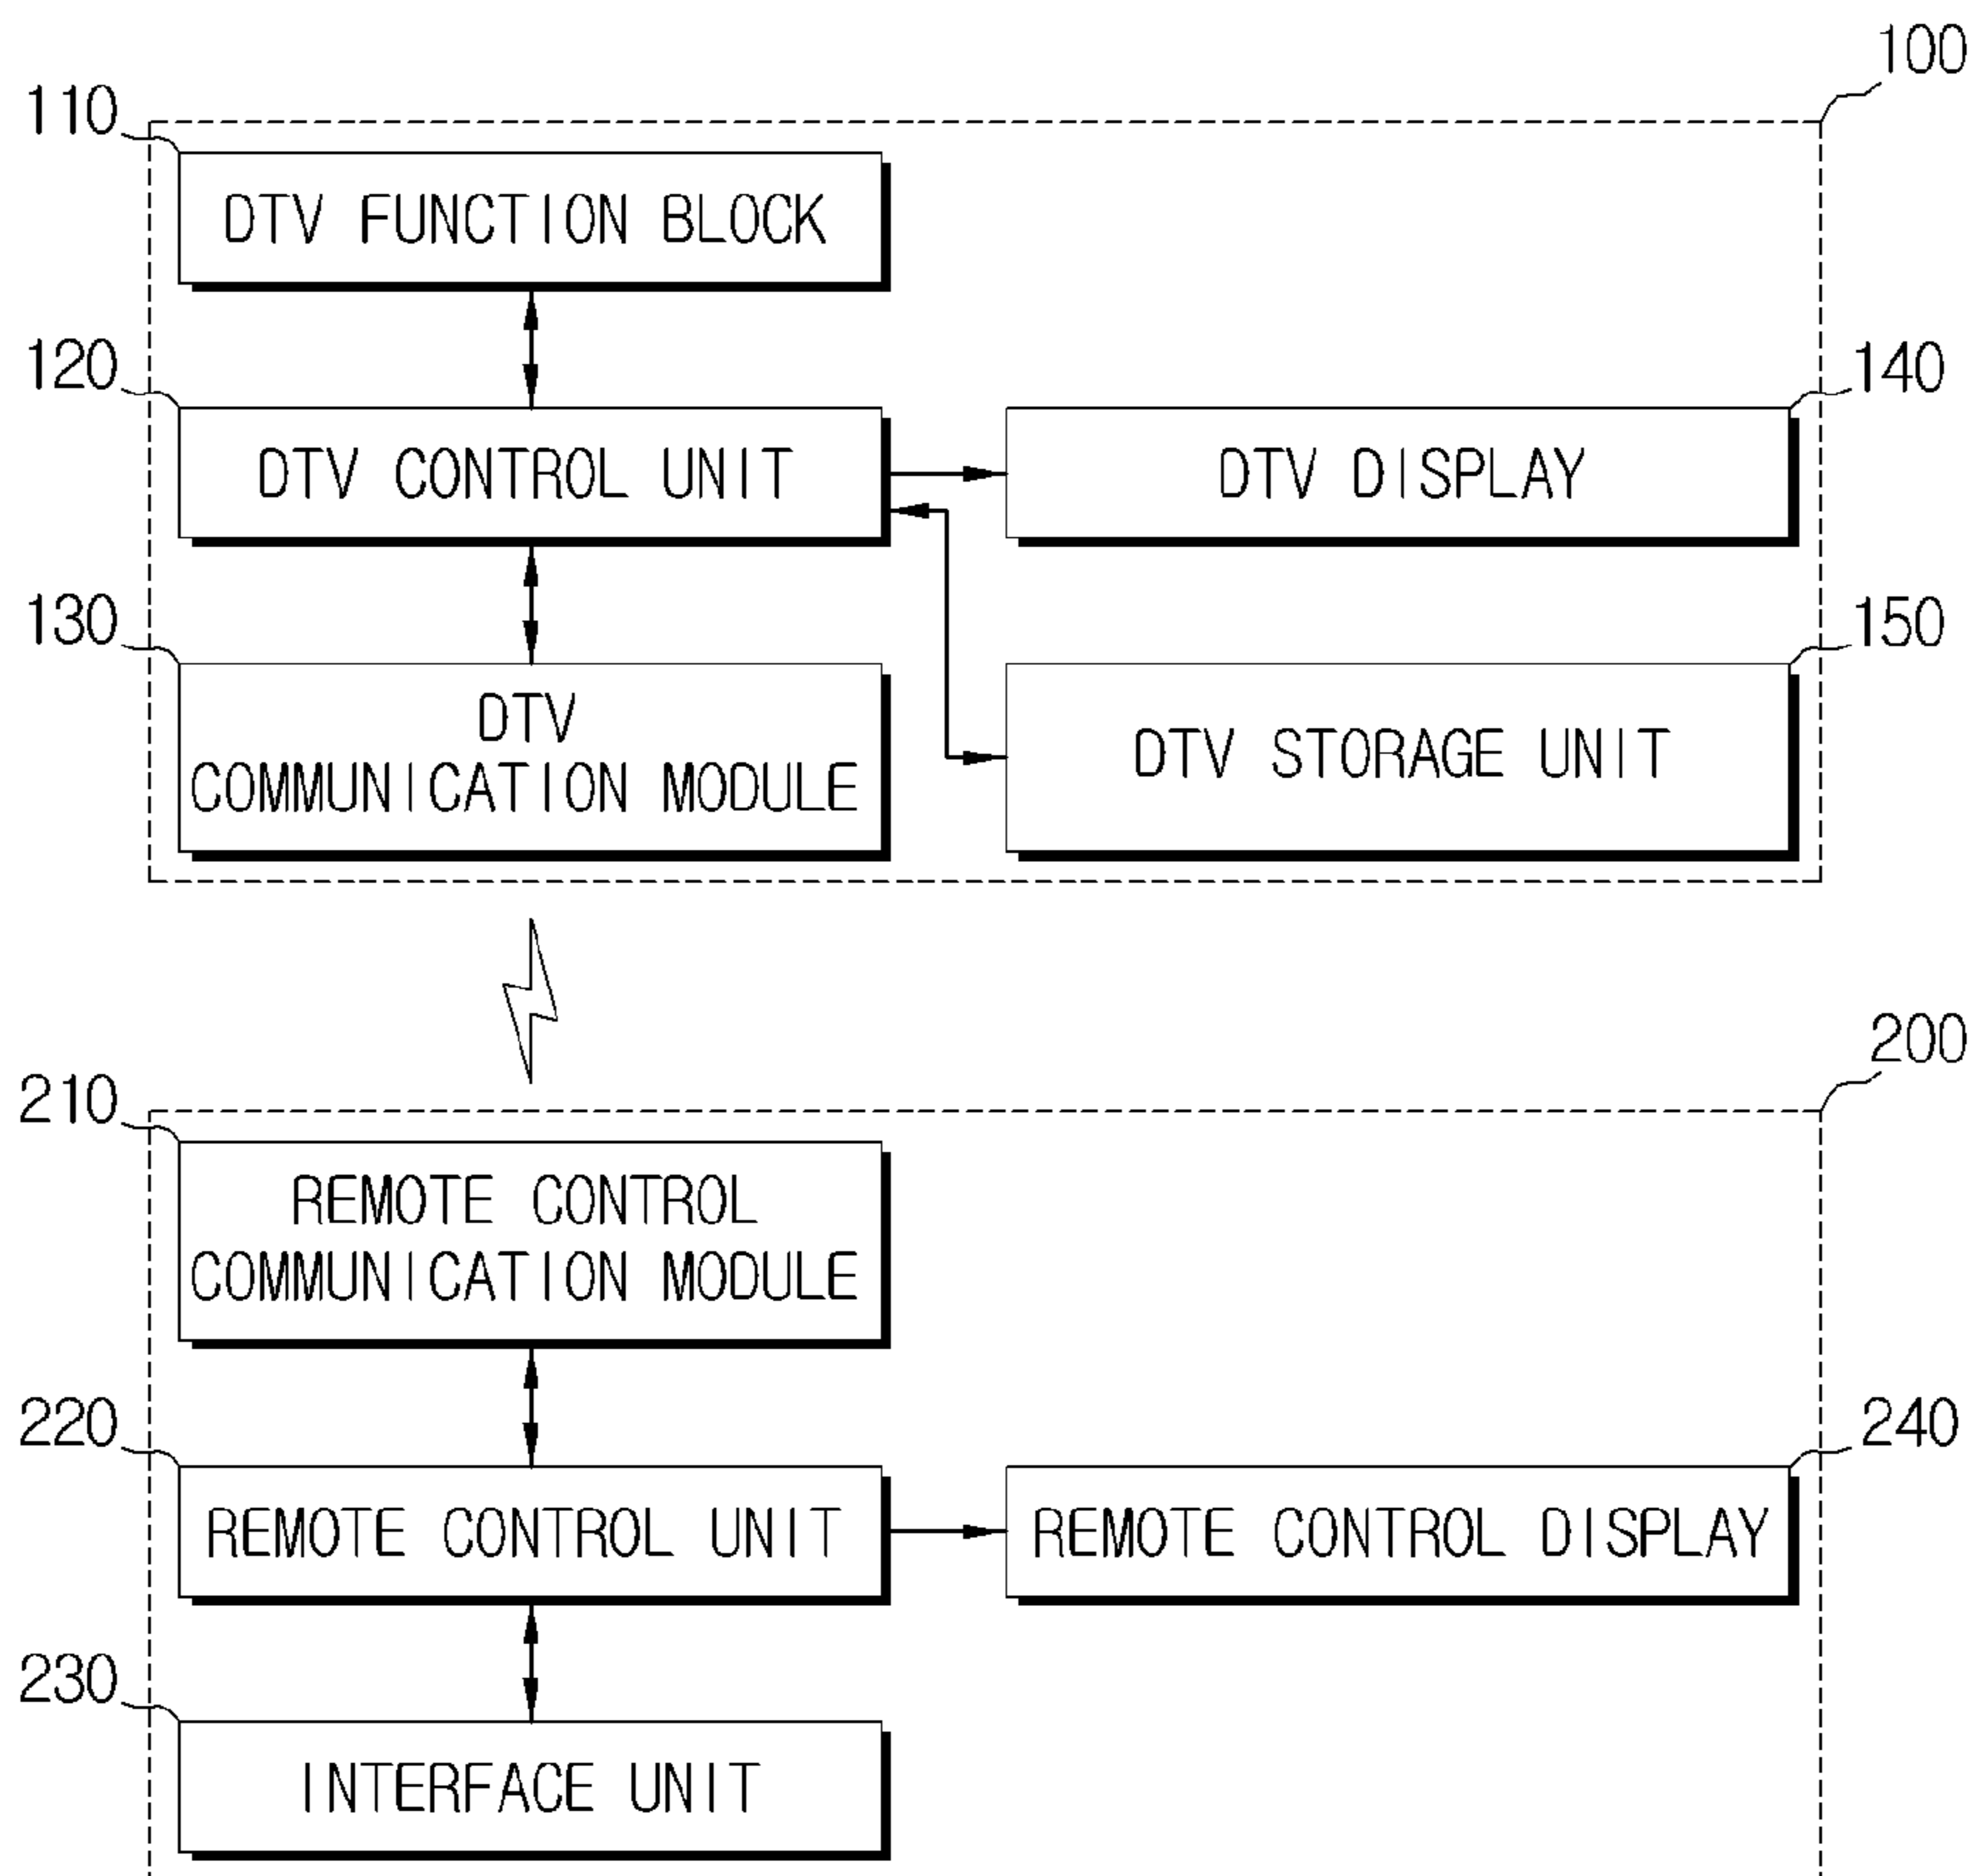 100
110
DTV FUNCTION BLOCK
120
140
DTV CONTROL UNIT
DTV DISPLAY
130
150
DTV
COMMUNICATION MODULE
DTV STORAGE UNIT
200
210
REMOTE CONTROL
COMMUNICATION MODULE
220
240
REMOTE CONTROL UNIT
REMOTE CONTROL DISPLAY
230
INTERFACE UNIT